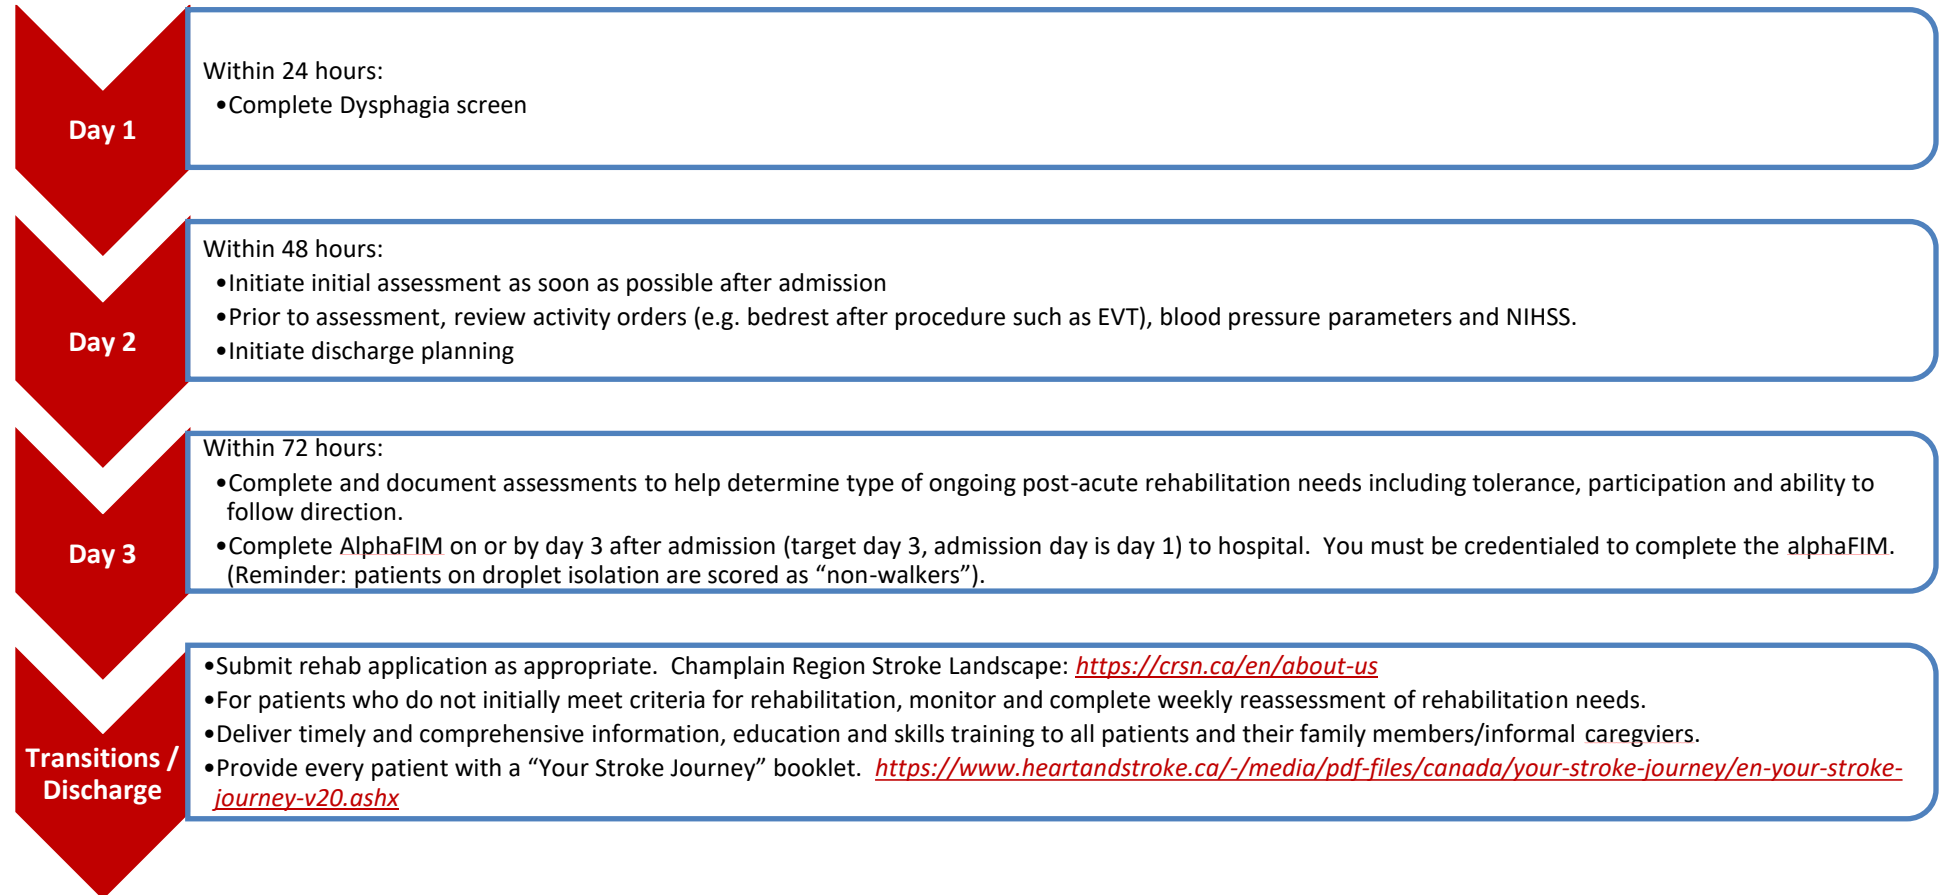 Day 1
Within 24 hours:
•Complete Dysphagia screen
Day 2
Within 48 hours:
•Initiate initial assessment as soon as possible after admission
•Prior to assessment, review activity orders (e.g. bedrest after procedure such as EVT), blood pressure parameters and NIHSS.
•Initiate discharge planning
Day 3
Within 72 hours:
•Complete and document assessments to help determine type of ongoing post-acute rehabilitation needs including tolerance, participation and ability to
follow direction.
•Complete AlphaFIM on or by day 3 after admission (target day 3, admission day is day 1) to hospital.  You must be credentialed to complete the alphaFIM.
(Reminder: patients on droplet isolation are scored as “non-walkers”).
Transitions /
Discharge
•Submit rehab application as appropriate.  Champlain Region Stroke Landscape: https://crsn.ca/en/about-us
•For patients who do not initially meet criteria for rehabilitation, monitor and complete weekly reassessment of rehabilitation needs.
•Deliver timely and comprehensive information, education and skills training to all patients and their family members/informal caregviers.
•Provide every patient with a “Your Stroke Journey” booklet.  https://www.heartandstroke.ca/-/media/pdf-files/canada/your-stroke-journey/en-your-stroke-
journey-v20.ashx